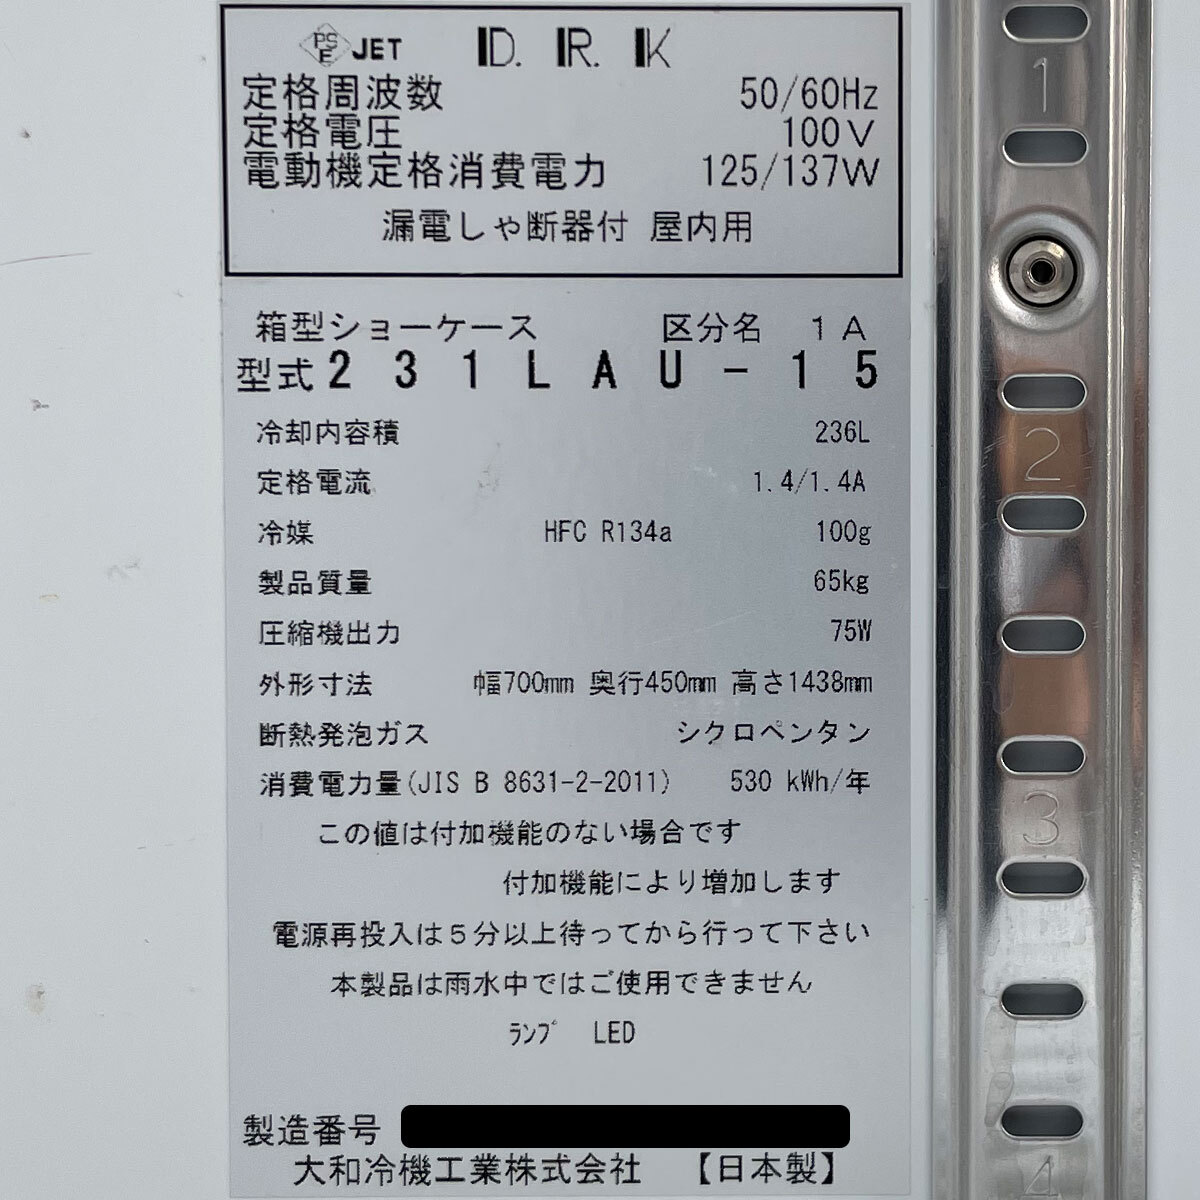 PSE JET D.R.K
定格周波数 50/60Hz
定格電圧 100V
電動機定格消費電力 125/137W
漏電しゃ断器付 屋内用
箱型ショーケース 区分名 1A
型式231LAU-15
冷却内容積 236L
定格電流 1.4/1.4A
冷媒 HFC R134a 100g
製品質量 65kg
圧縮機出力 75W
外形寸法 幅700mm 奥行450mm 高さ1438mm
断熱発泡ガス シクロペンタン
消費電力量(JIS B 8631-2-2011) 530 kWh/年
この値は付加機能のない場合です
付加機能により増加します
電源再投入は5分以上待ってから行って下さい
本製品は雨水中ではご使用できません
ﾗﾝﾌﾟ LED
製造番号
大和冷機工業株式会社 【日本製】
1
2
3
4